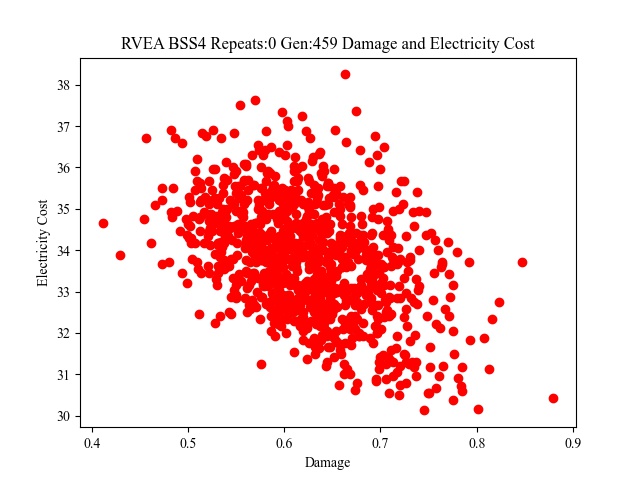 RVEA BSS4 Repeats:0 Gen:459 Damage and Electricity Cost
38
37
36
35
34
33
32
31
30
Electricity Cost
0.4 0.5 0.6 0.7 0.8 0.9
Damage